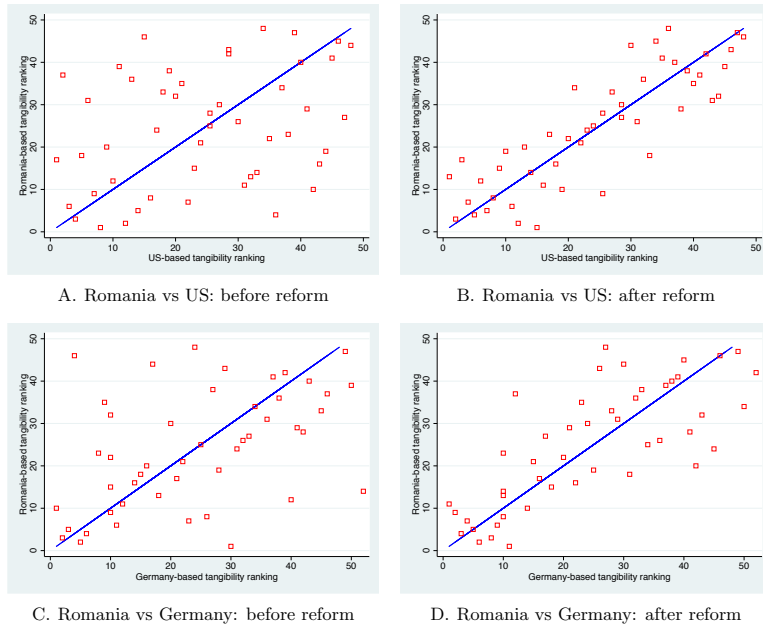 Romania-based tangibility ranking
50
40
30
20
10
0
0 10 20 30 40 50
US-based tangibility ranking
A. Romania vs US: before reform
Romania-based tangibility ranking
50
40
30
20
10
0
0 10 20 30 40 50
US-based tangibility ranking
B. Romania vs US: after reform
Romania-based tangibility ranking
50
40
30
20
10
0
0 10 20 30 40 50
Germany-based tangibility ranking
C. Romania vs Germany: before reform
Romania-based tangibility ranking
50
40
30
20
10
0
0 10 20 30 40 50
Germany-based tangibility ranking
D. Romania vs Germany: after reform